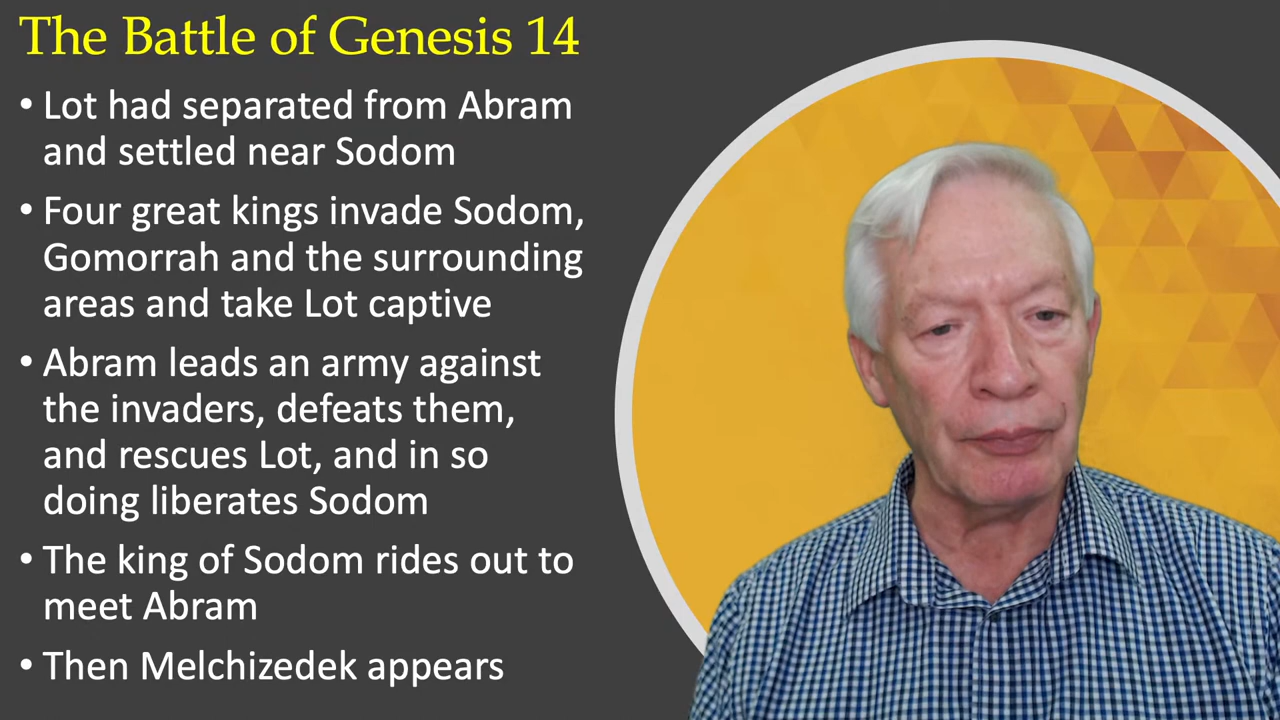 The Battle of Genesis 14
• Lot had separated from Abram
and settled near Sodom
• Four great kings invade Sodom,
Gomorrah and the surrounding
areas and take Lot captive
• Abram leads an army against
the invaders, defeats them,
and rescues Lot, and in so
doing liberates Sodom
• The king of Sodom rides out to
meet Abram
• Then Melchizedek appears